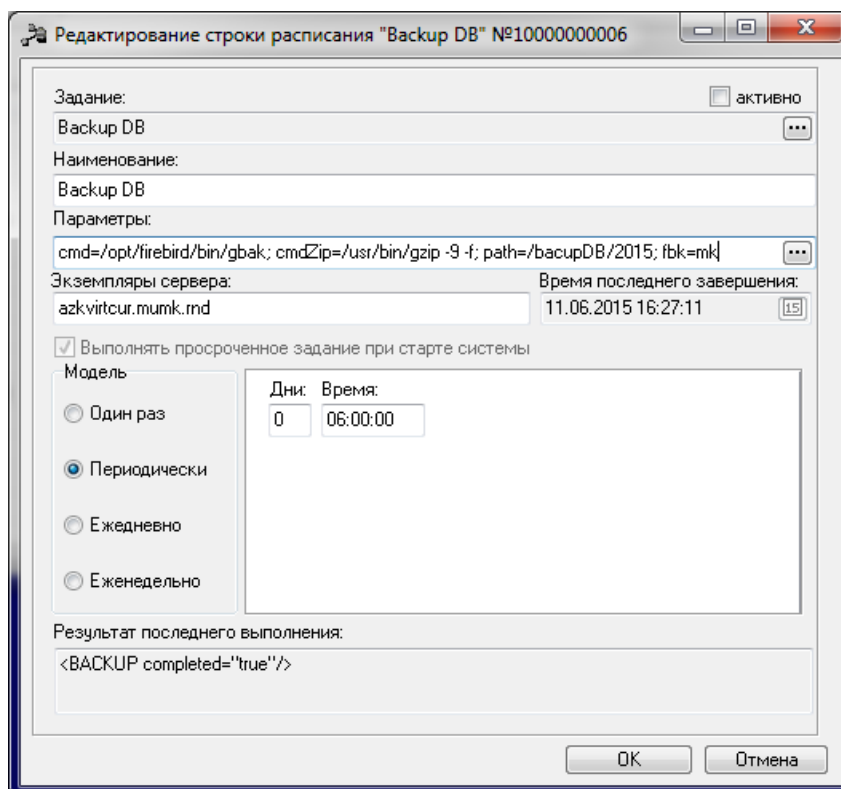 Редактирование строки расписания "Backup DB" №10000000006
Задание:
активно
Backup DB
Наименование:
Backup DB
Параметры:
cmd=/opt/firebird/bin/gbak; cmdZip=/usr/bin/gzip -9 -f; path=/bacupDB/2015; fbk=mk
Экземпляры сервера:
Время последнего завершения:
azkvirtcur.mumk.rnd
11.06.2015 16:27:11
15
Выполнять просроченное задание при старте системы
Модель
Дни: Время:
Один раз
0 06:00:00
Периодически
Ежедневно
Еженедельно
Результат последнего выполнения:
<BACKUP completed="true"/>
OK
Отмена